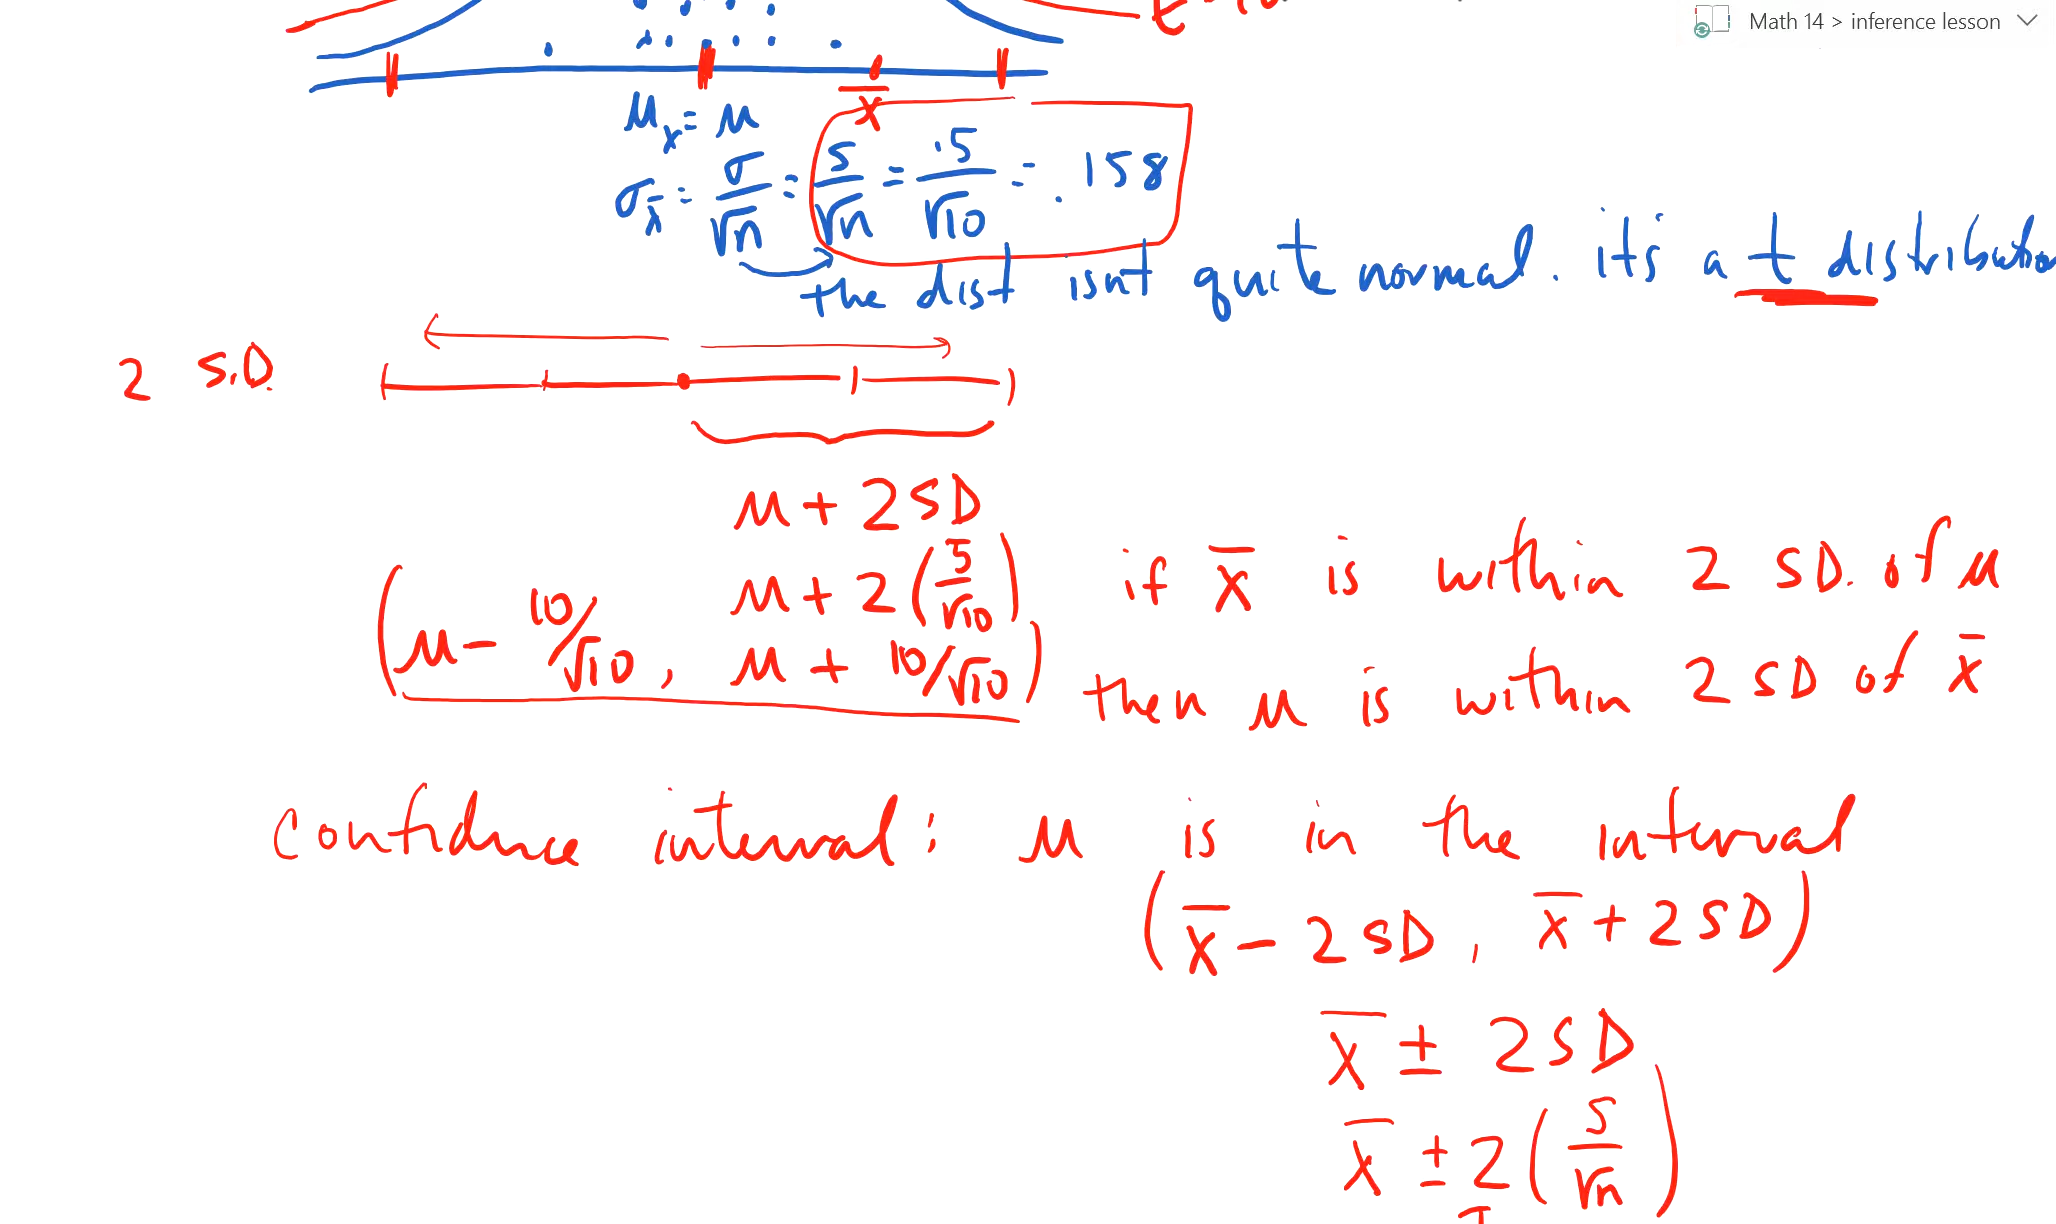 Math 14 > inference lesson
x̄
μx̄ = μ
σx̄ = σ/√n = s/√n = .5/√10 = .158
the dist isnt quite normal. it's a t distribution
2 S.D.
μ + 2SD
μ + 2(5/√10)
if x̄ is within 2 SD. of μ
(μ - 10/√10, μ + 10/√10)
then μ is within 2 SD of x̄
confidence interval: μ is in the interval
(x̄ - 2SD, x̄ + 2SD)
x̄ ± 2SD
x̄ ± 2(s/√n)